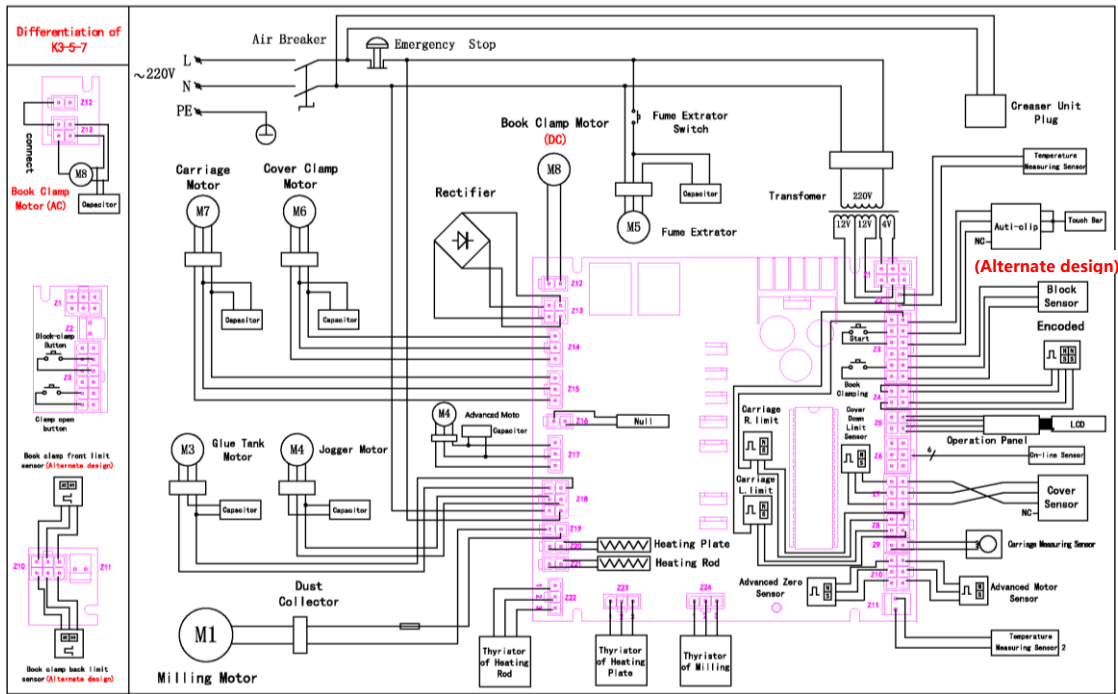 Differentiation of
K3-5-7
Z12
Z13
connect
M8
Book Clamp
Motor (AC)
Capacitor
Z1
Z2
Block-clamp
Button
Z3
Clamp open
button
Book clamp front limit
sensor (Alternate design)
Z10
Z11
Book clamp back limit
sensor (Alternate design)
Air Breaker
Emergency Stop
L
~220V
N
PE
Creaser Unit
Plug
Book Clamp Motor
(DC)
M8
Fume Extrator
Switch
Capacitor
M5
Fume Extrator
Carriage
Motor
M7
Cover Clamp
Motor
M6
Rectifier
Capacitor
Capacitor
Transfomer
220V
12V
12V
4V
Temperature
Measuring Sensor
Auti-clip
Touch Bar
NC
(Alternate design)
Block
Sensor
Encoded
N
S
N
S
Z1
Z2
Start
Z3
Book
Clamping
Z4
Z5
LCD
Operation Panel
6
On-line Sensor
Z6
Cover
Down
Limit
Sensor
Carriage
R. limit
Carriage
L. limit
Cover
Sensor
NC
Z8
Z9
Carriage Measuring Sensor
Z10
Advanced Zero
Sensor
Advanced Motor
Sensor
Z11
Temperature
Measuring Sensor 2
Z12
Z13
Z14
Z15
Z16
Null
M4
Advanced Moto
Capacitor
Z17
M3
Glue Tank
Motor
M4
Jogger Motor
Capacitor
Capacitor
Z18
Z19
Z20
Heating Plate
Z21
Heating Rod
1
2
3
Z22
Z23
Z24
Dust
Collector
M1
Milling Motor
Thyriator
of Heating
Rod
Thyriator
of Heating
Plate
Thyriator
of Milling